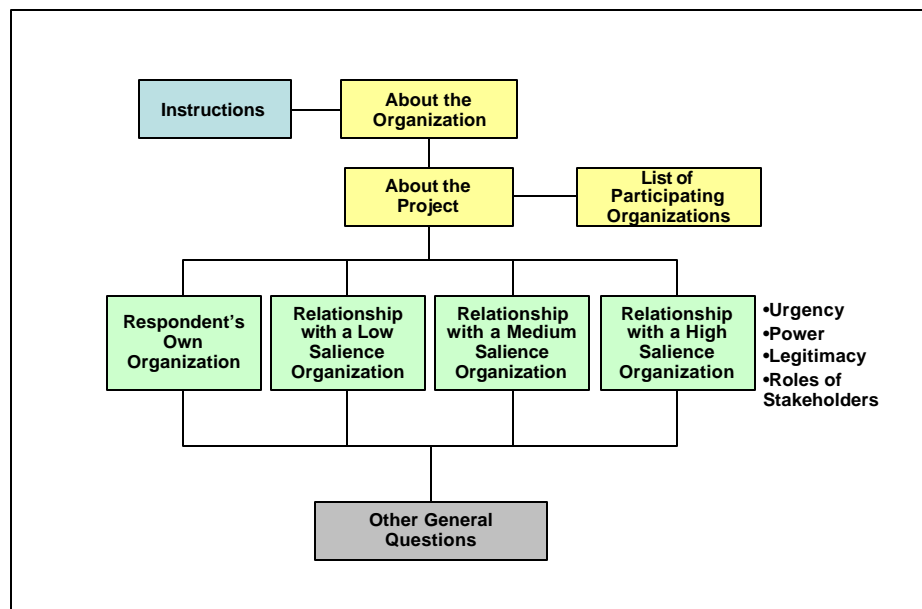 Instructions
About the
Organization
About the
Project
List of
Participating
Organizations
Respondent's
Own
Organization
Relationship
with a Low
Salience
Organization
Relationship
with a Medium
Salience
Organization
Relationship
with a High
Salience
Organization
•Urgency
•Power
•Legitimacy
•Roles of
Stakeholders
Other General
Questions